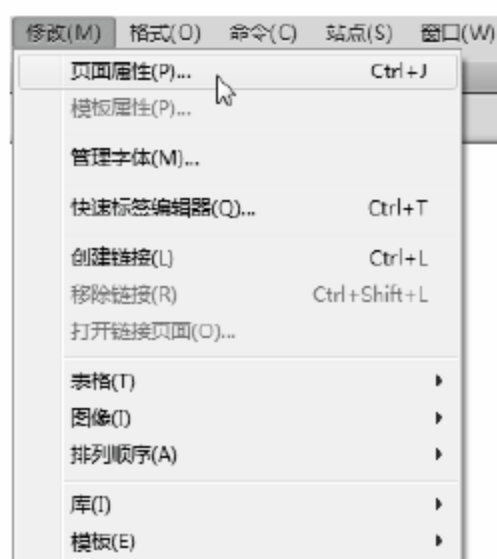 修改(M) 格式(O) 命令(C) 站点(S) 窗口(W)
页面属性(P)... Ctrl+J
模板属性(P)...
管理字体(M)...
快速标签编辑器(Q)... Ctrl+T
创建链接(L) Ctrl+L
移除链接(R) Ctrl+Shift+L
打开链接页面(O)...
表格(T)
图像(I)
排列顺序(A)
库(I)
模板(E)